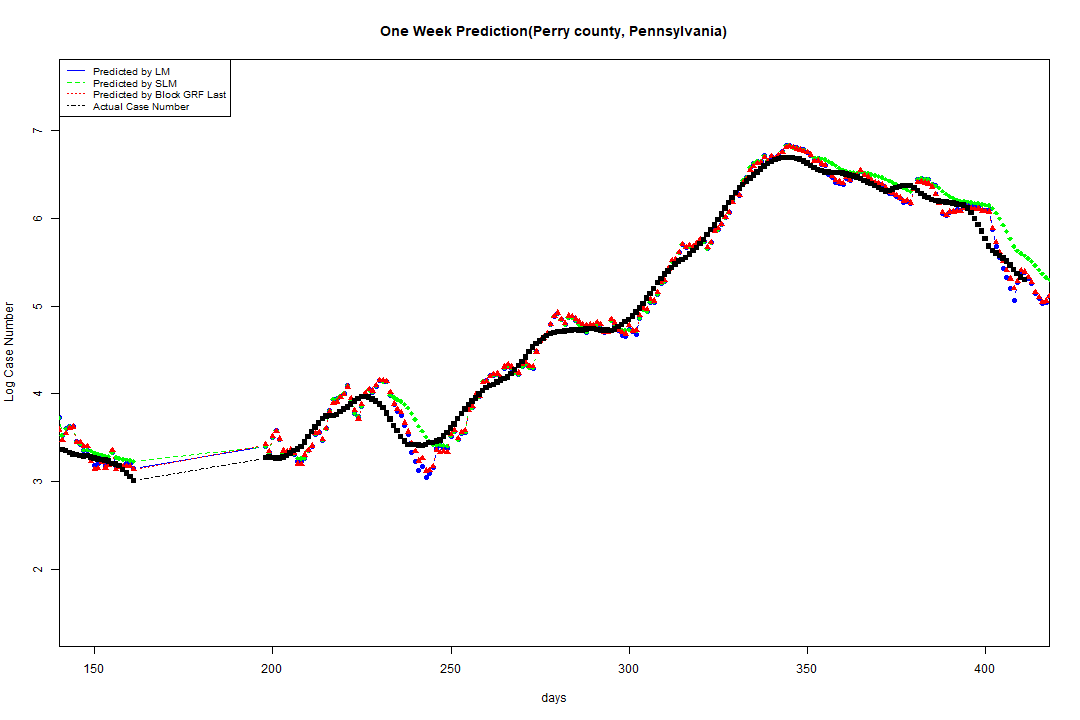 One Week Prediction(Perry county, Pennsylvania)
Predicted by LM
Predicted by SLM
Predicted by Block GRF Last
Actual Case Number
7
6
5
4
3
2
Log Case Number
150 200 250 300 350 400
days